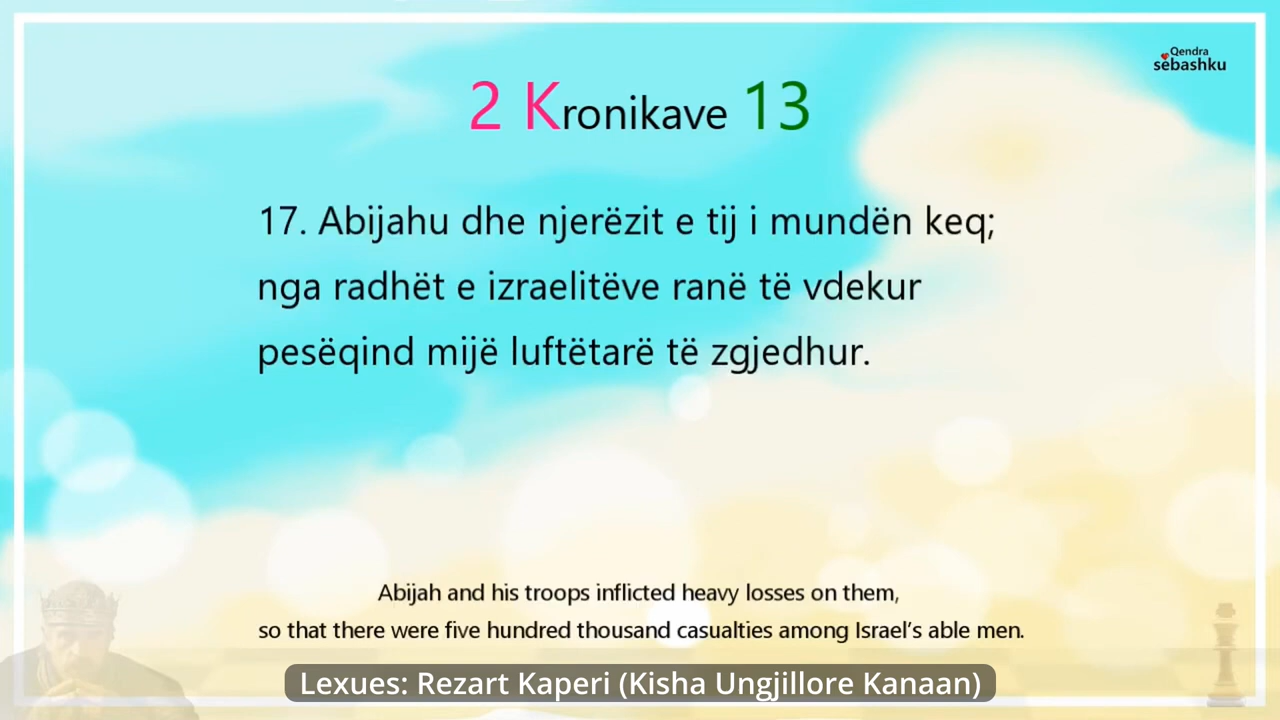 Qendra
sëbashku
2 Kronikave 13
17. Abijahu dhe njerëzit e tij i mundën keq;
nga radhët e izraelitëve ranë të vdekur
pesëqind mijë luftëtarë të zgjedhur.
Abijah and his troops inflicted heavy losses on them,
so that there were five hundred thousand casualties among Israel’s able men.
Lexues: Rezart Kaperi (Kisha Ungjillore Kanaan)